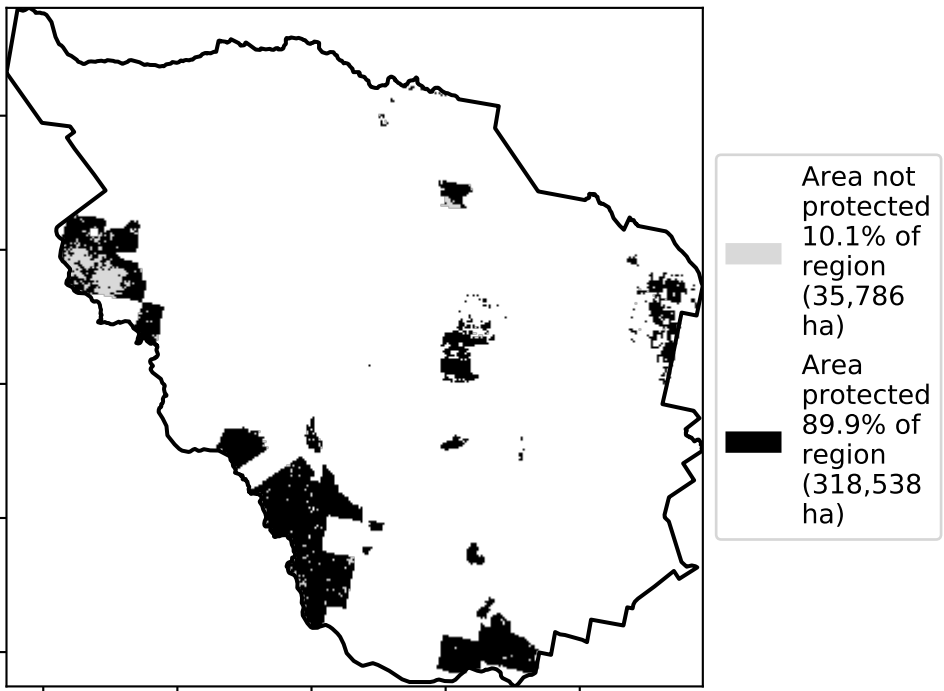 Area not
protected
10.1% of
region
(35,786
ha)
Area
protected
89.9% of
region
(318,538
ha)